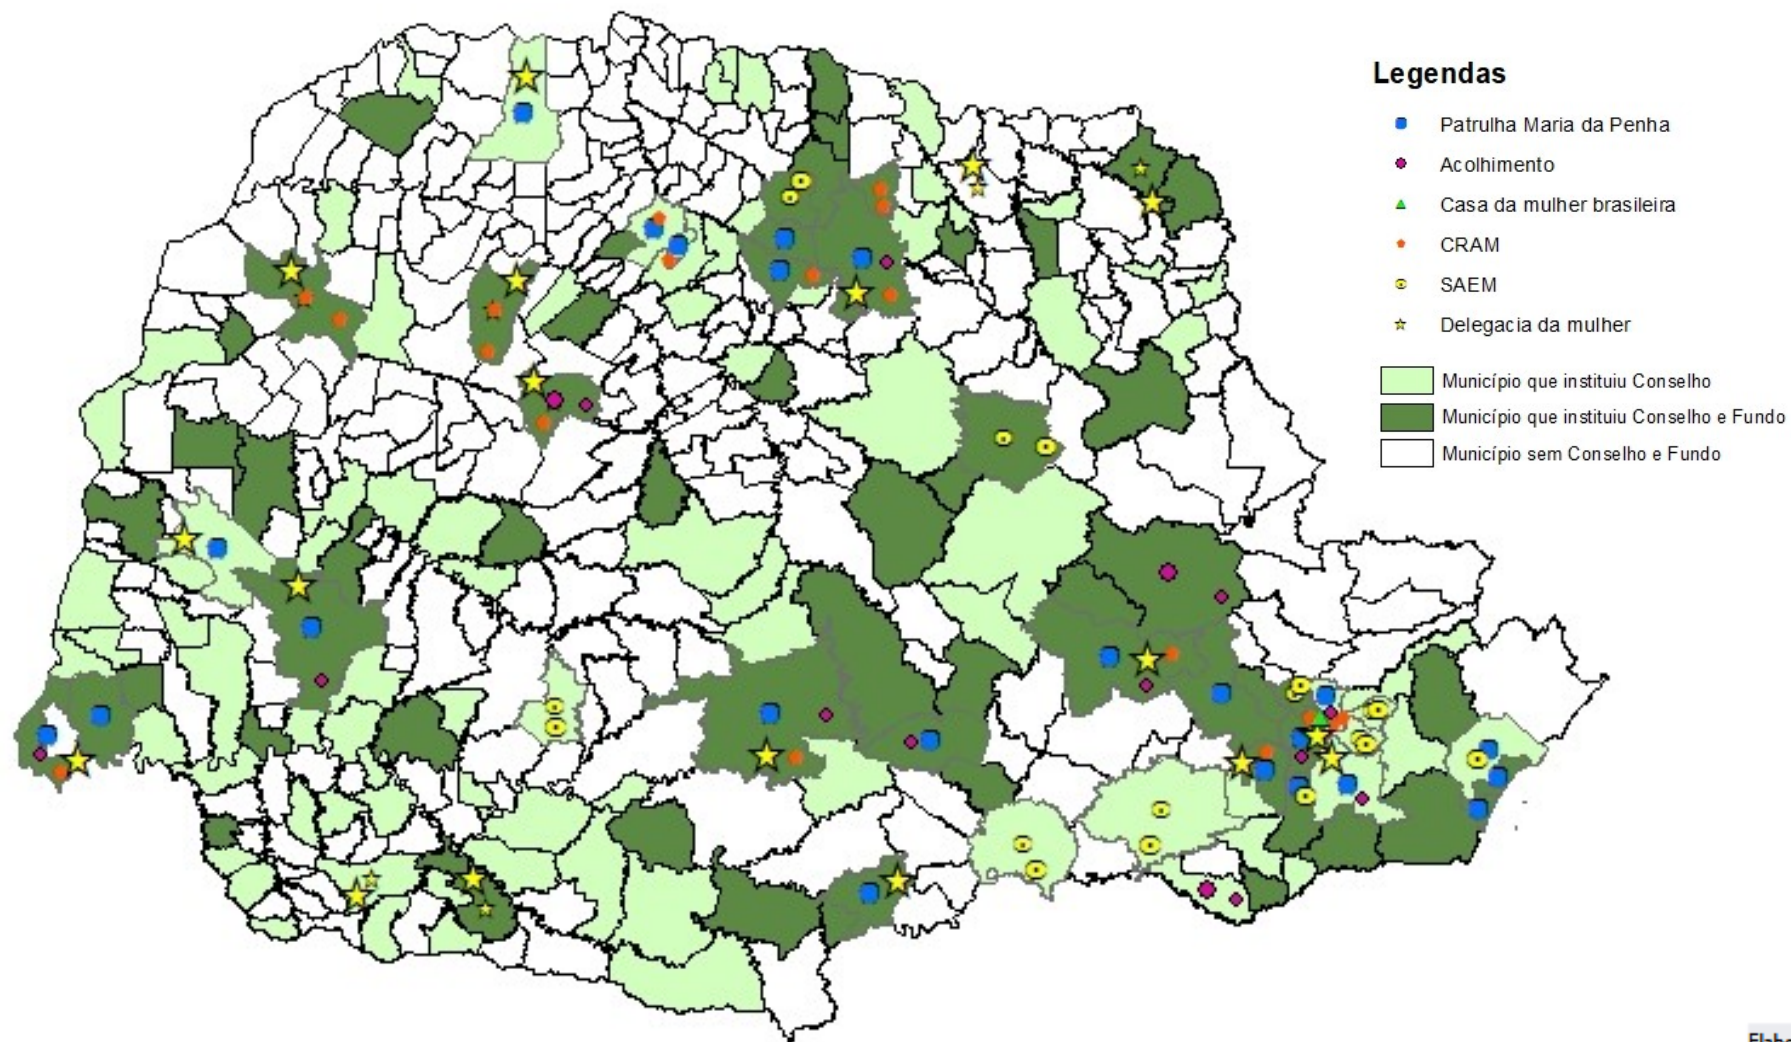 Legendas
Patrulha Maria da Penha
Acolhimento
Casa da mulher brasileira
CRAM
SAEM
Delegacia da mulher
Município que instituiu Conselho
Município que instituiu Conselho e Fundo
Município sem Conselho e Fundo